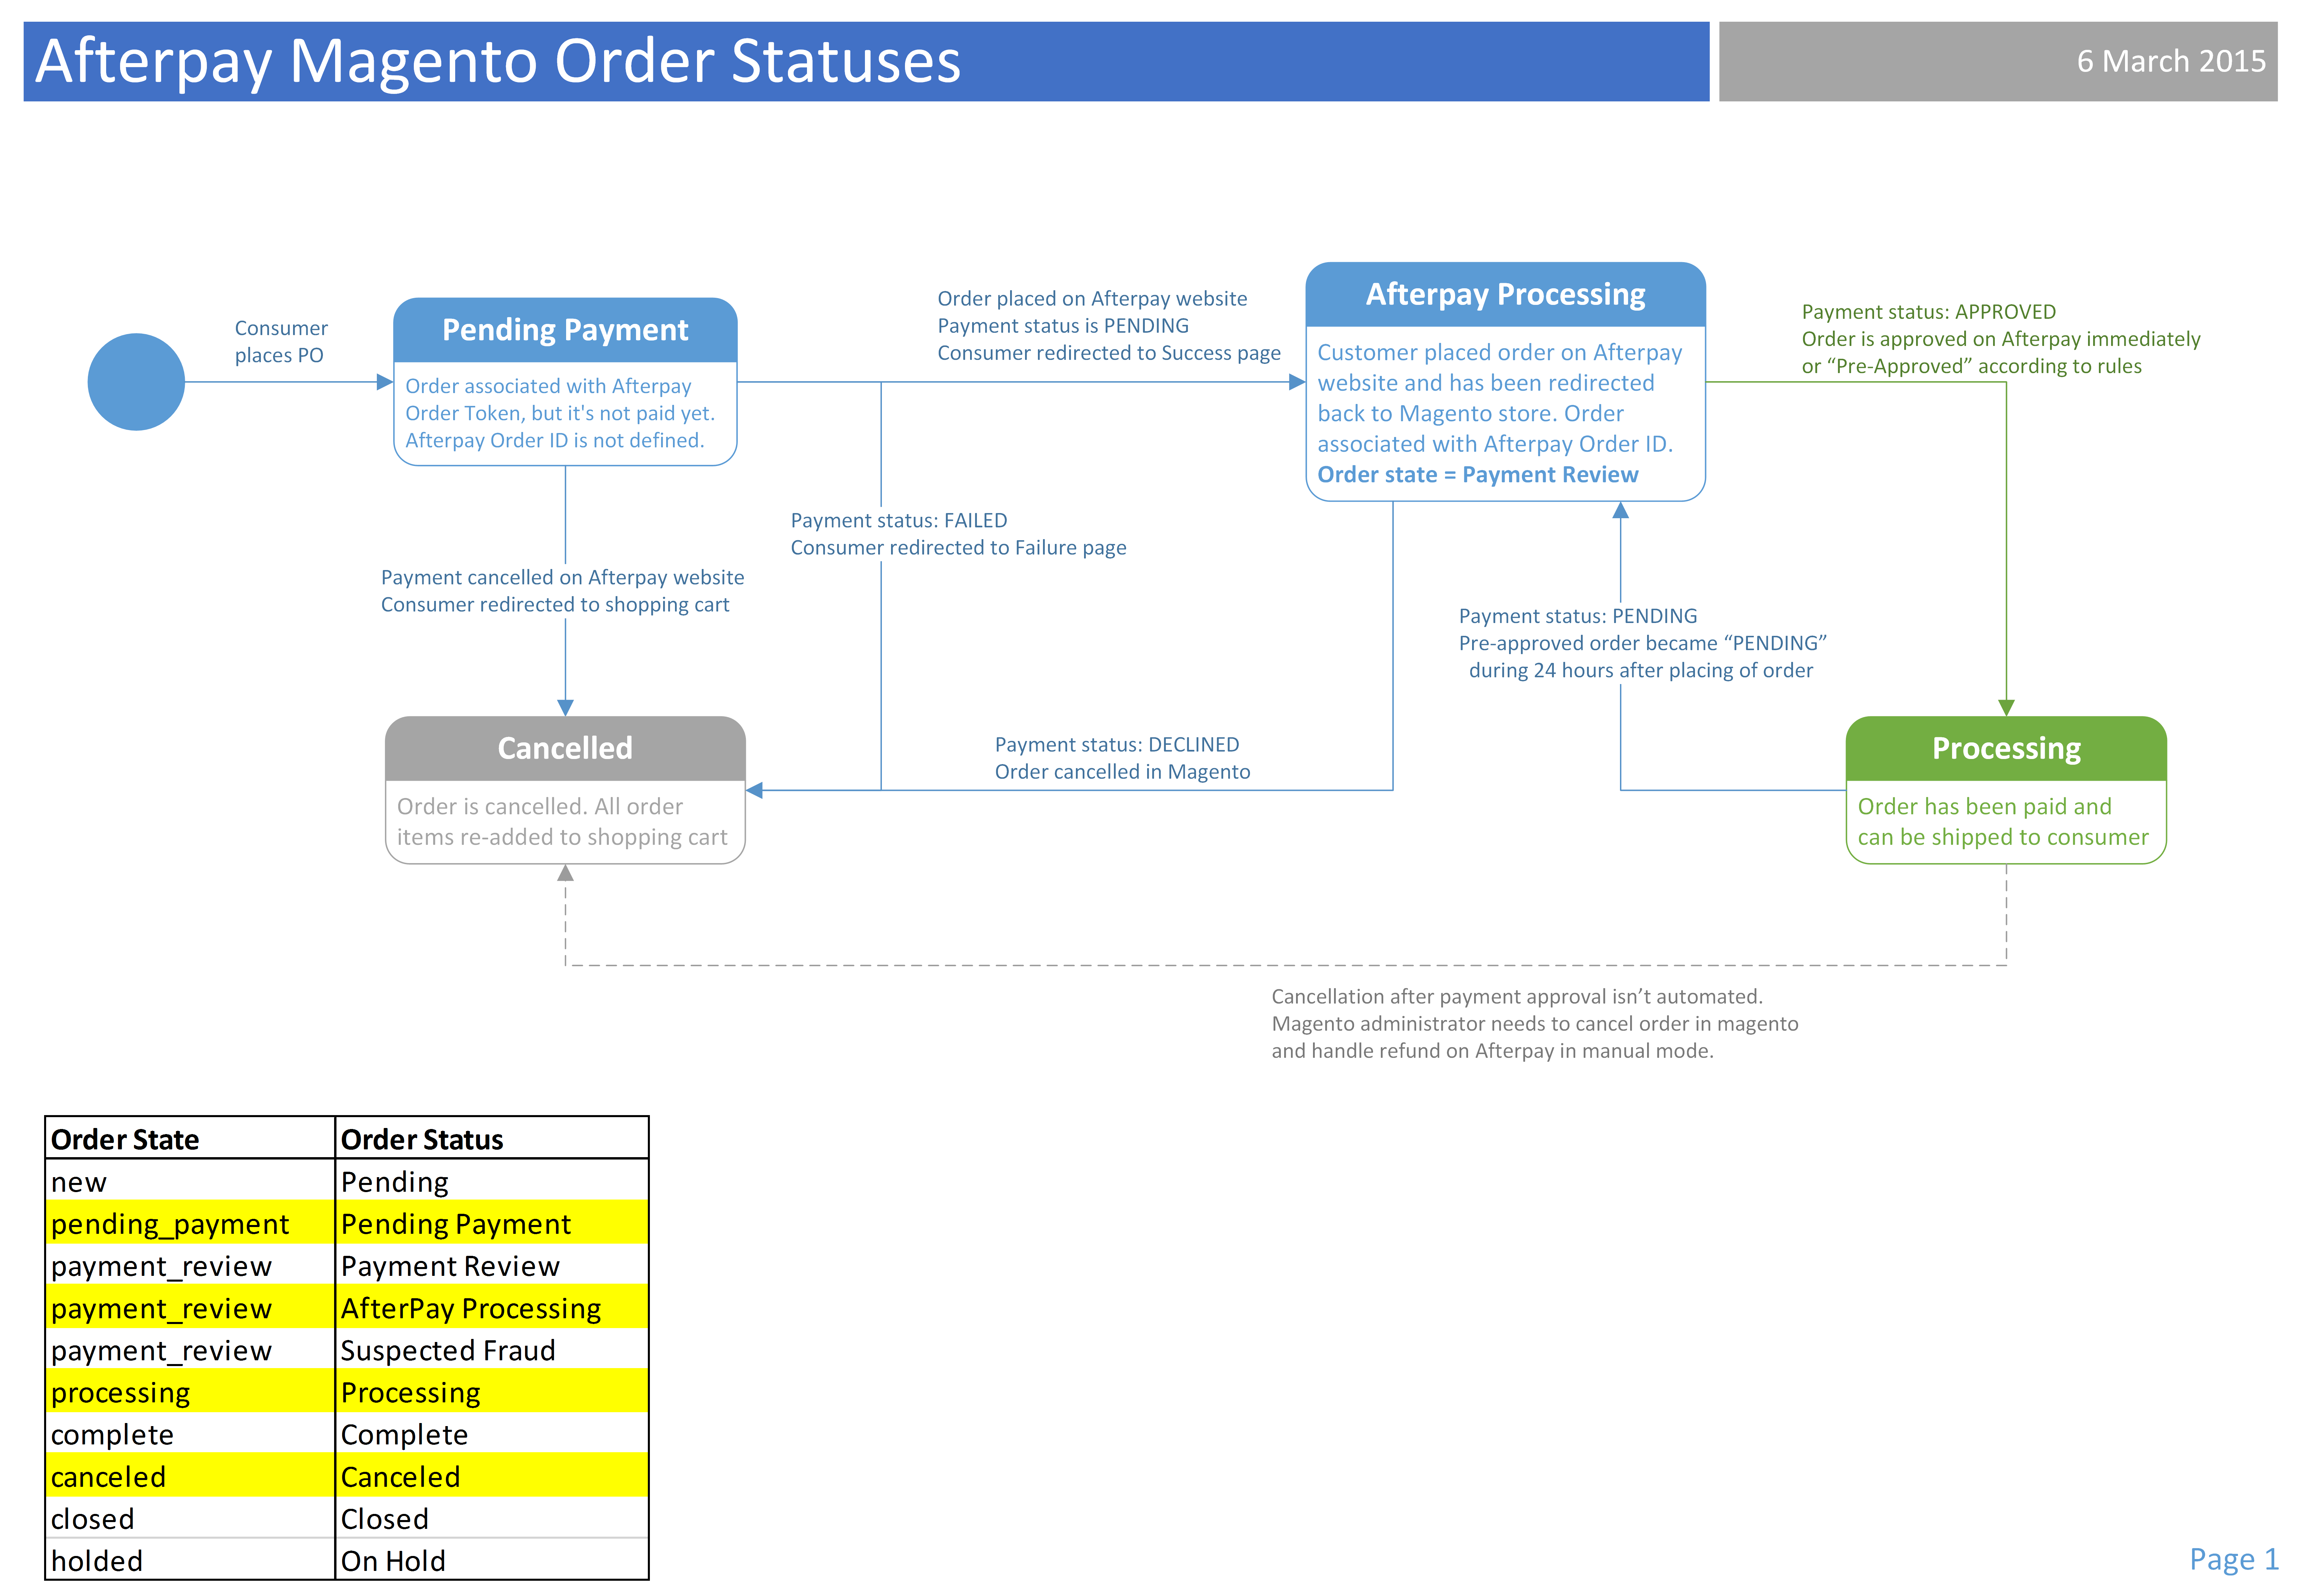 Afterpay Magento Order Statuses
6 March 2015
Consumer
places PO
Pending Payment
Order associated with Afterpay
Order Token, but it's not paid yet.
Afterpay Order ID is not defined.
Order placed on Afterpay website
Payment status is PENDING
Consumer redirected to Success page
Afterpay Processing
Customer placed order on Afterpay
website and has been redirected
back to Magento store. Order
associated with Afterpay Order ID.
Order state = Payment Review
Payment status: APPROVED
Order is approved on Afterpay immediately
or “Pre-Approved” according to rules
Payment status: FAILED
Consumer redirected to Failure page
Payment cancelled on Afterpay website
Consumer redirected to shopping cart
Payment status: PENDING
Pre-approved order became “PENDING”
during 24 hours after placing of order
Cancelled
Order is cancelled. All order
items re-added to shopping cart
Payment status: DECLINED
Order cancelled in Magento
Processing
Order has been paid and
can be shipped to consumer
Cancellation after payment approval isn’t automated.
Magento administrator needs to cancel order in magento
and handle refund on Afterpay in manual mode.
Order State Order Status
new Pending
pending_payment Pending Payment
payment_review Payment Review
payment_review AfterPay Processing
payment_review Suspected Fraud
processing Processing
complete Complete
canceled Canceled
closed Closed
holded On Hold
Page 1